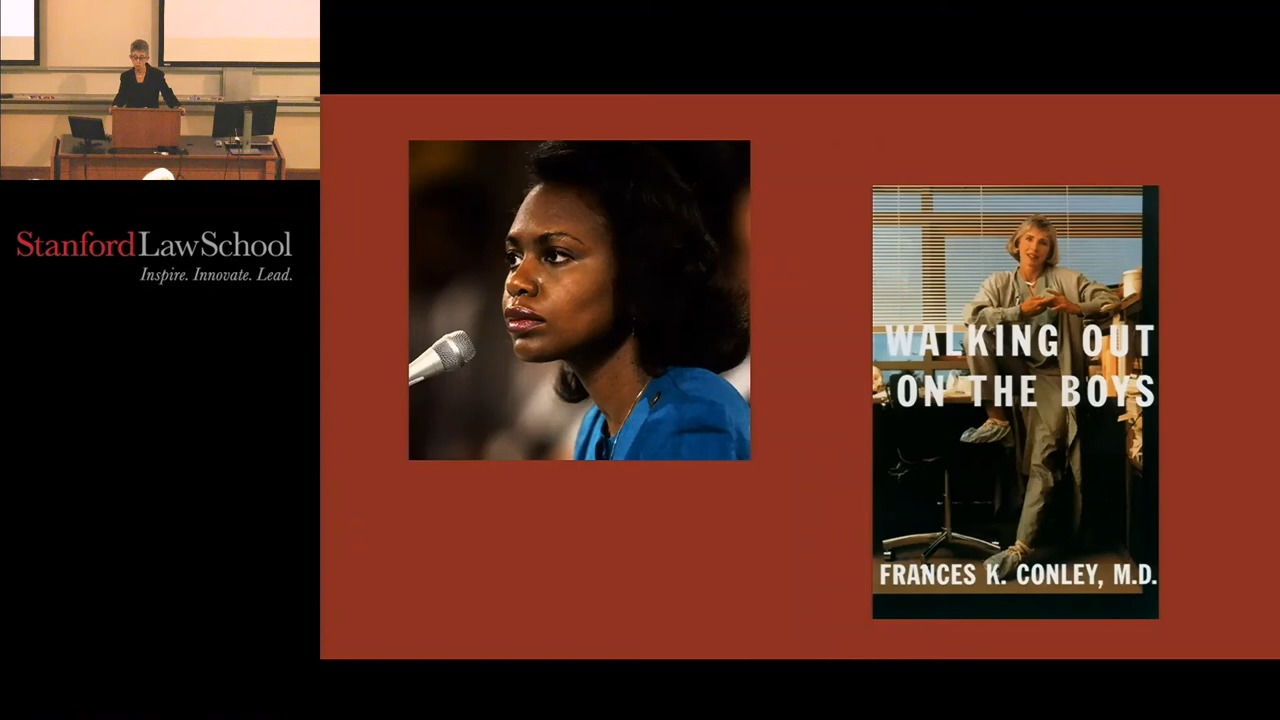 Stanford Law School
Inspire. Innovate. Lead.
WALKING OUT
ON THE BOYS
FRANCES K. CONLEY, M.D.